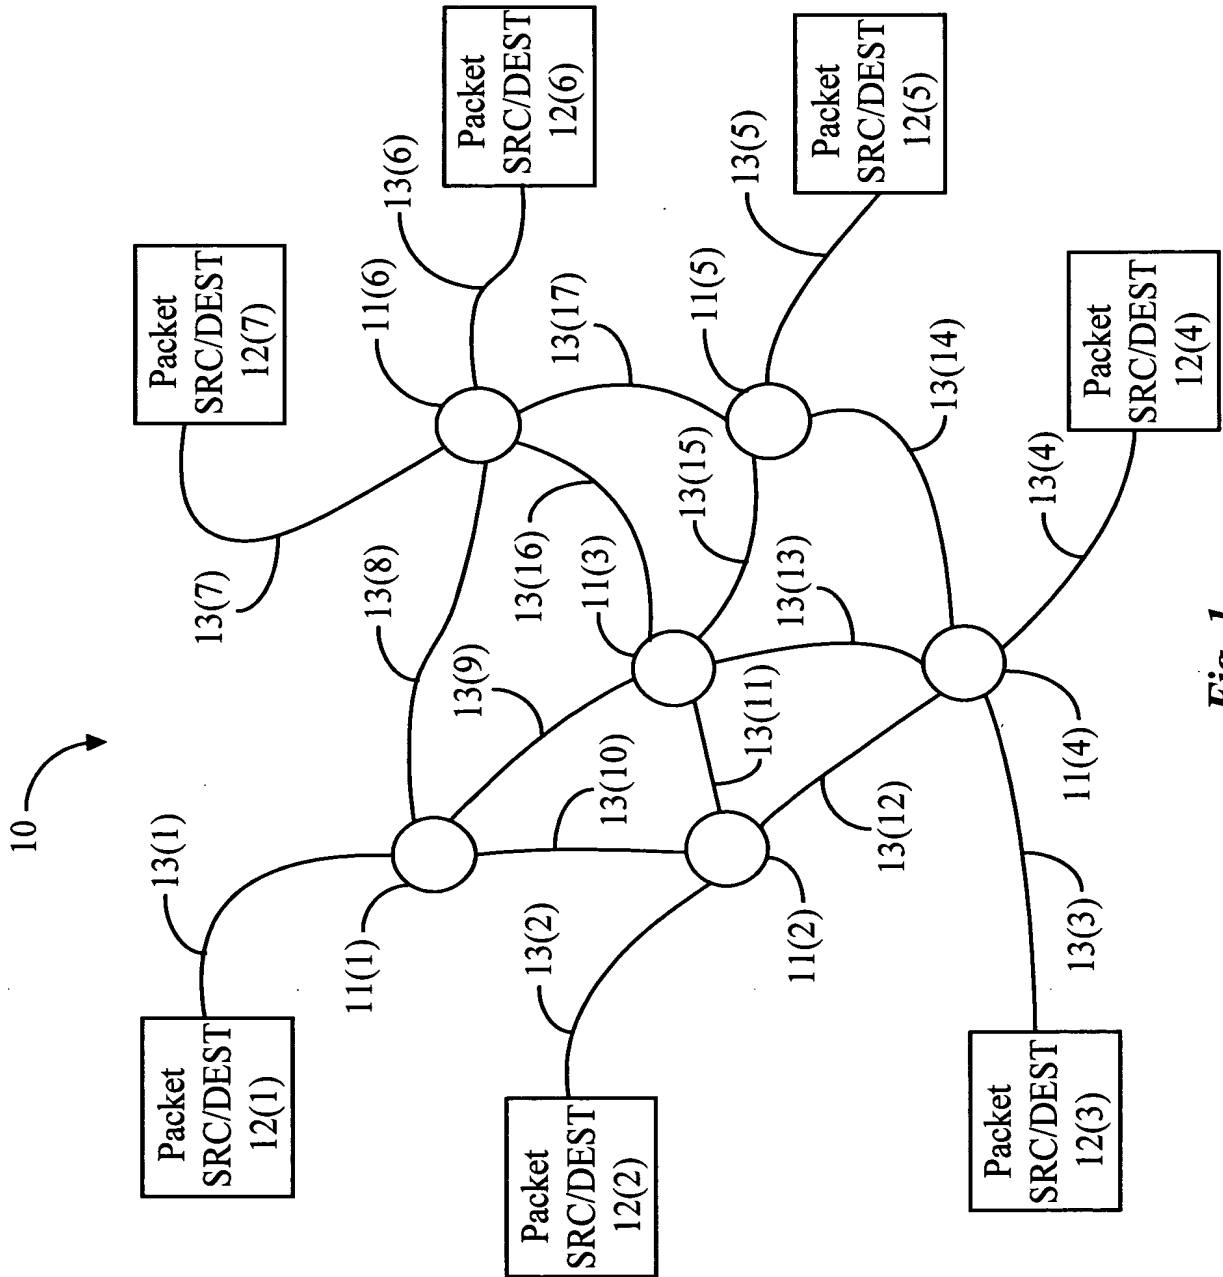 10
Packet
SRC/DEST
12(1)
13(1)
11(1)
Packet
SRC/DEST
12(2)
13(2)
11(2)
Packet
SRC/DEST
12(3)
13(3)
11(4)
13(12)
13(10)
13(11)
13(9)
13(8)
13(7)
Packet
SRC/DEST
12(7)
11(6)
13(6)
Packet
SRC/DEST
12(6)
13(17)
13(16)
11(3)
13(15)
13(13)
11(5)
13(5)
Packet
SRC/DEST
12(5)
13(14)
13(4)
Packet
SRC/DEST
12(4)
Fig. 1